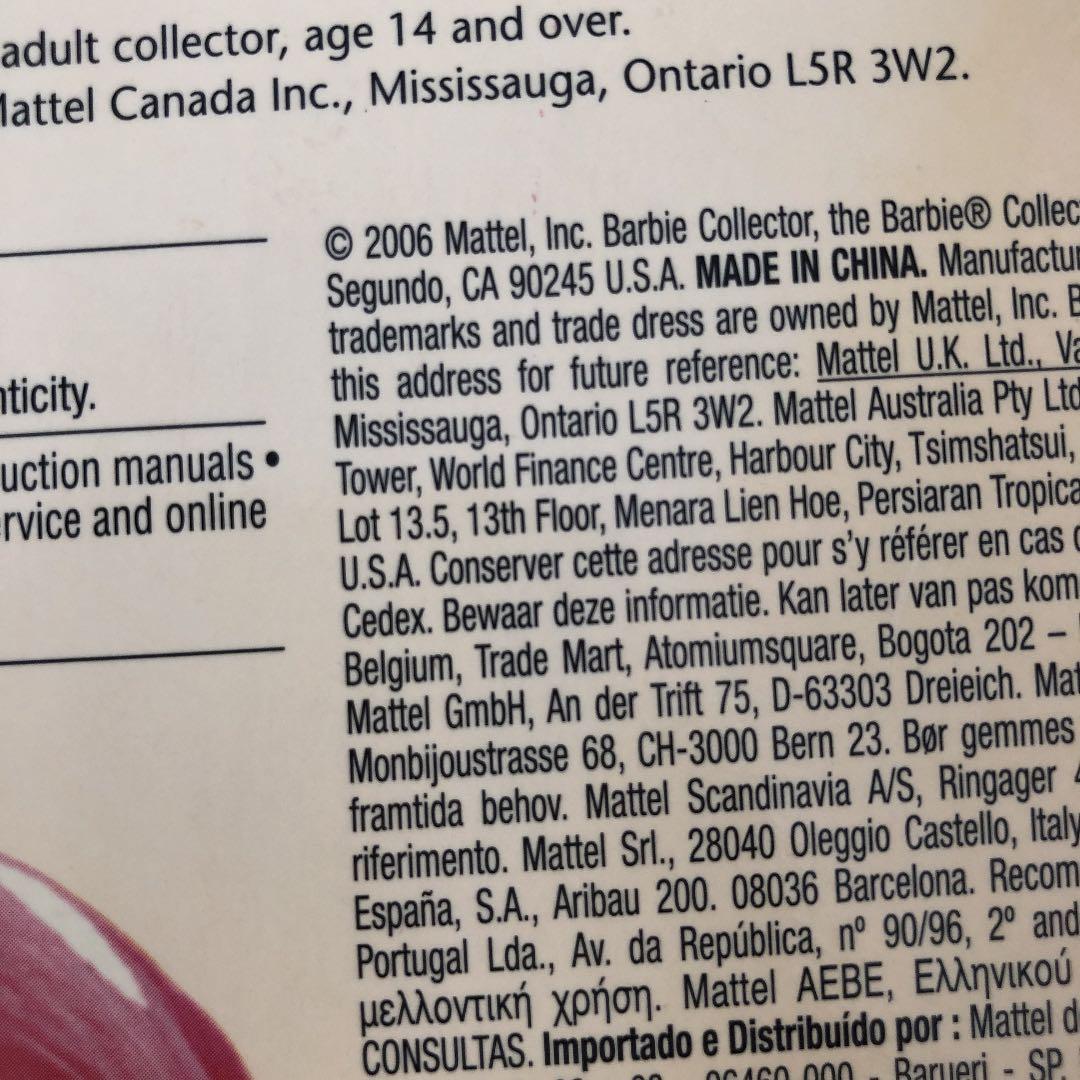 adult collector, age 14 and over.
Mattel Canada Inc., Mississauga, Ontario L5R 3W2.
nticity.
uction manuals •
rvice and online
© 2006 Mattel, Inc. Barbie Collector, the Barbie® Collec
Segundo, CA 90245 U.S.A. MADE IN CHINA. Manufactur
trademarks and trade dress are owned by Mattel, Inc. B
this address for future reference: Mattel U.K. Ltd., Va
Mississauga, Ontario L5R 3W2. Mattel Australia Pty Ltd
Tower, World Finance Centre, Harbour City, Tsimshatsui,
Lot 13.5, 13th Floor, Menara Lien Hoe, Persiaran Tropica
U.S.A. Conserver cette adresse pour s'y référer en cas
Cedex. Bewaar deze informatie. Kan later van pas kom
Belgium, Trade Mart, Atomiumsquare, Bogota 202 –
Mattel GmbH, An der Trift 75, D-63303 Dreieich. Mat
Monbijoustrasse 68, CH-3000 Bern 23. Bør gemmes
framtida behov. Mattel Scandinavia A/S, Ringager 4
riferimento. Mattel Srl., 28040 Oleggio Castello, Italy
España, S.A., Aribau 200. 08036 Barcelona. Recom
Portugal Lda., Av. da República, nº 90/96, 2º and
μελλοντική χρήση. Mattel AEBE, Ελληνικού
CONSULTAS. Importado e Distribuído por : Mattel d
06460 000 - Barueri - SP.